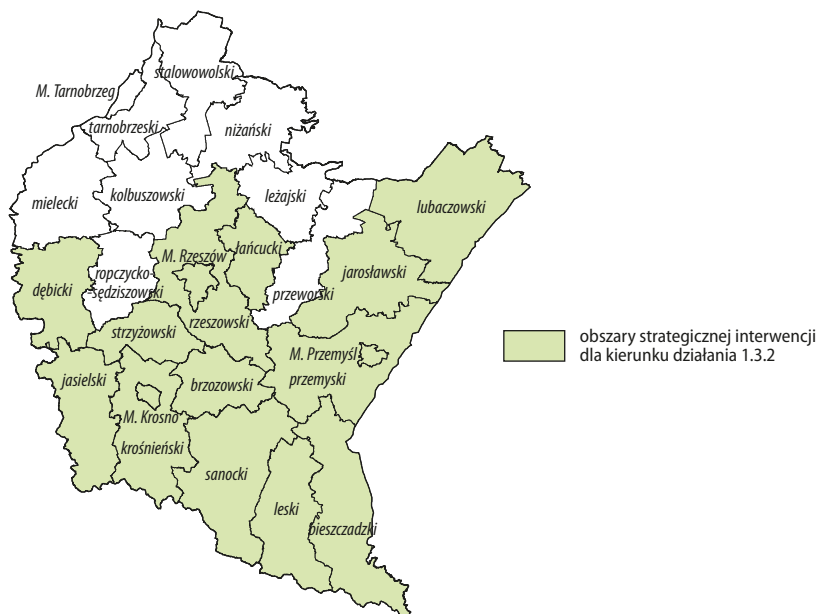 stalowowolski
M. Tarnobrzeg
tarnobrzeski
niżański
mielecki
kolbuszowski
leżajski
lubaczowski
M. Rzeszów
łańcucki
ropczycko-
-sędziszowski
jarosławski
dębicki
przeworski
rzeszowski
strzyżowski
obszary strategicznej interwencji
dla kierunku działania 1.3.2
M. Przemyśl
przemyski
jasielski
brzozowski
M. Krosno
krośnieński
sanocki
leski
bieszczadzki